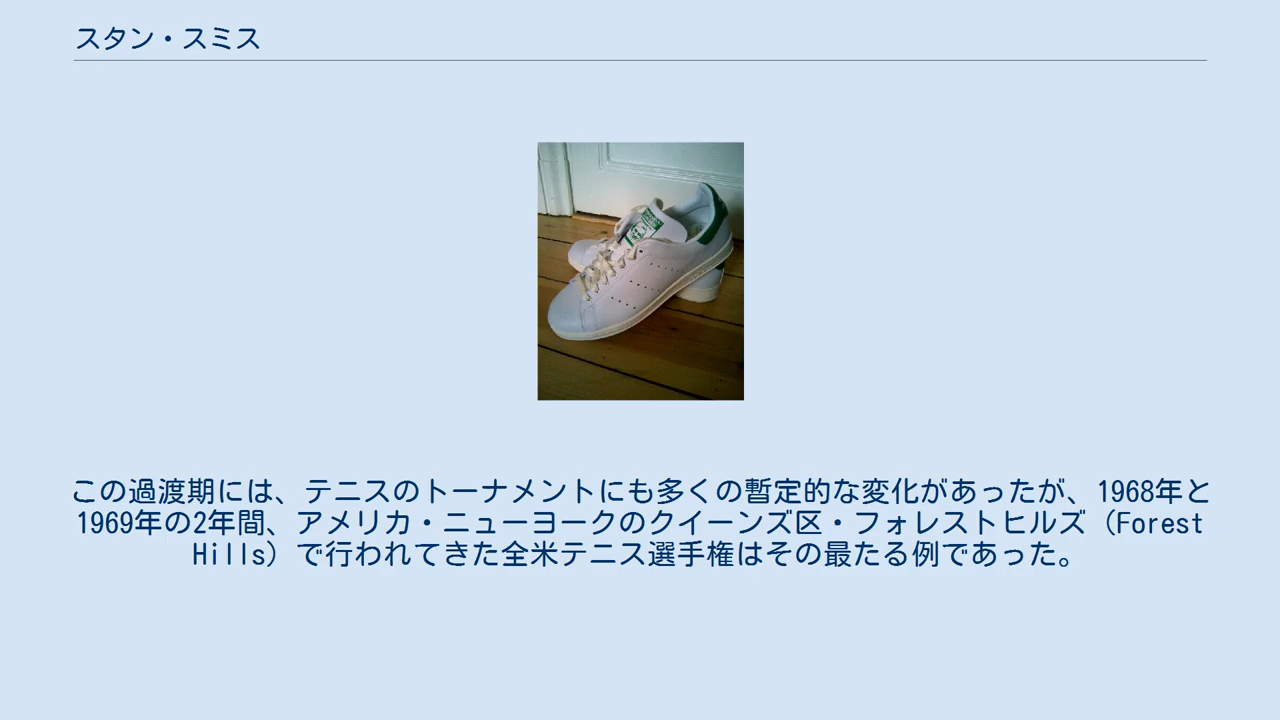 スタン・スミス
この過渡期には、テニスのトーナメントにも多くの暫定的な変化があったが、1968年と
1969年の2年間、アメリカ・ニューヨークのクイーンズ区・フォレストヒルズ（Forest
Hills）で行われてきた全米テニス選手権はその最たる例であった。